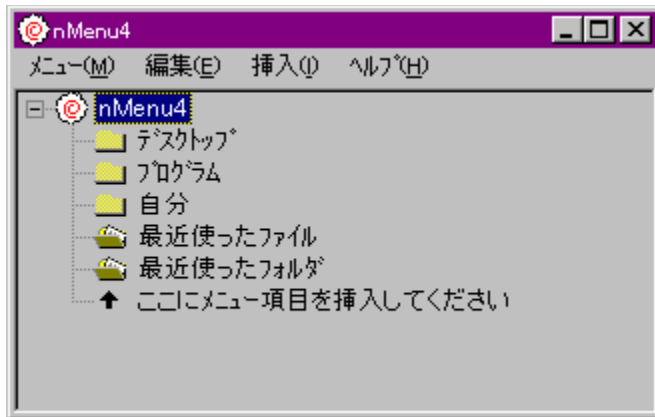 nMenu4
ﾒﾆｭｰ(M) 編集(E) 挿入(I) ﾍﾙﾌﾟ(H)
nMenu4
ﾃﾞｽｸﾄｯﾌﾟ
ﾌﾟﾛｸﾞﾗﾑ
自分
最近使ったﾌｧｲﾙ
最近使ったﾌｫﾙﾀﾞ
ここにﾒﾆｭｰ項目を挿入してください